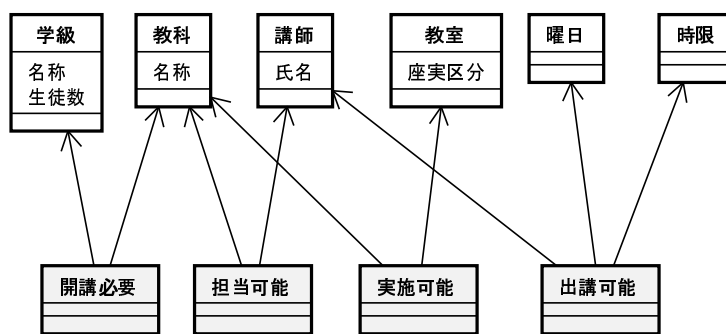 学級
名称
生徒数
教科
名称
講師
氏名
教室
座実区分
曜日
時限
開講必要
担当可能
実施可能
出講可能